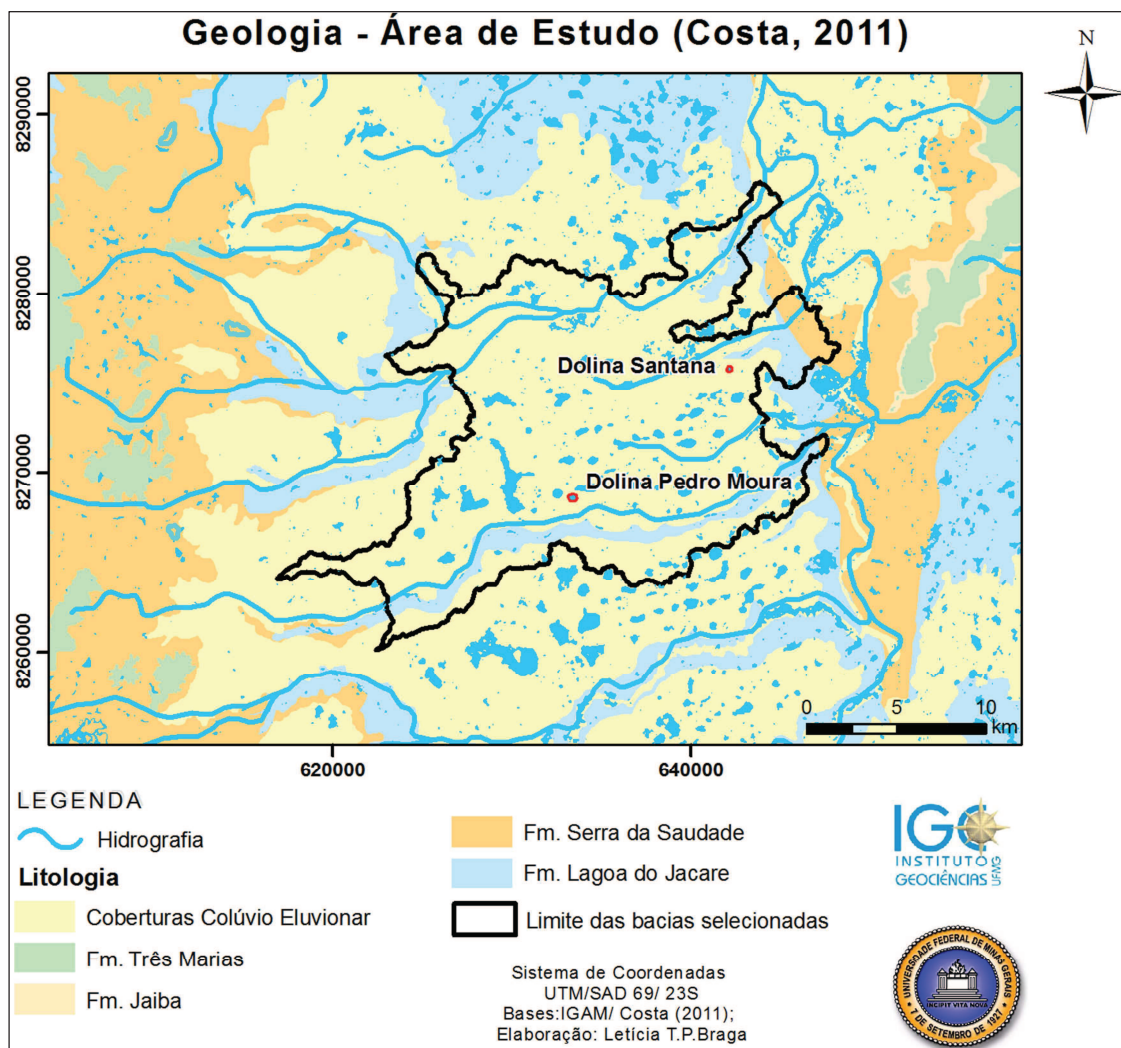 Geologia - Área de Estudo (Costa, 2011)
N
8290000
8280000
8270000
8260000
Dolina Santana
Dolina Pedro Moura
0 5 10
km
620000 640000
LEGENDA
Hidrografia
Litologia
Coberturas Colúvio Eluvionar
Fm. Três Marias
Fm. Jaiba
Fm. Serra da Saudade
Fm. Lagoa do Jacare
Limite das bacias selecionadas
Sistema de Coordenadas
UTM/SAD 69/ 23S
Bases:IGAM/ Costa (2011);
Elaboração: Letícia T.P.Braga
IGC
INSTITUTO
GEOCIÊNCIAS
UFMG
UNIVERSIDADE FEDERAL DE MINAS GERAIS
INCIPIT VITA NOVA
7 DE SETEMBRO DE 1927